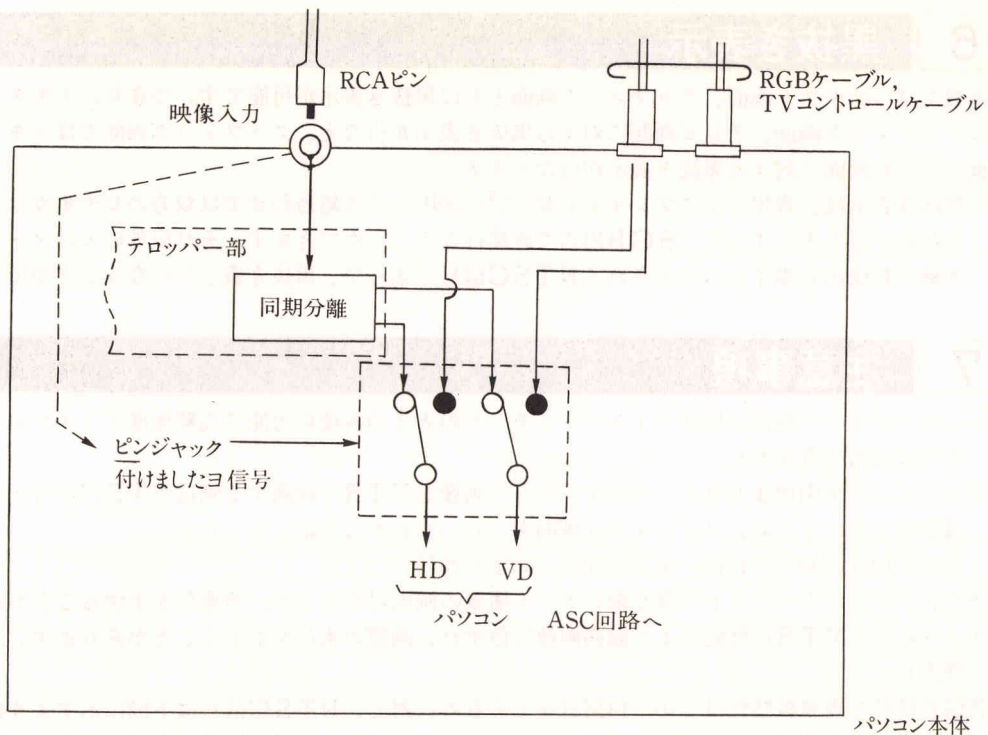 RCAピン
映像入力
RGBケーブル,
TVコントロールケーブル
テロッパー部
同期分離
ピンジャック
付けましたヨ信号
HD VD
パソコン
ASC回路へ
パソコン本体
6
7